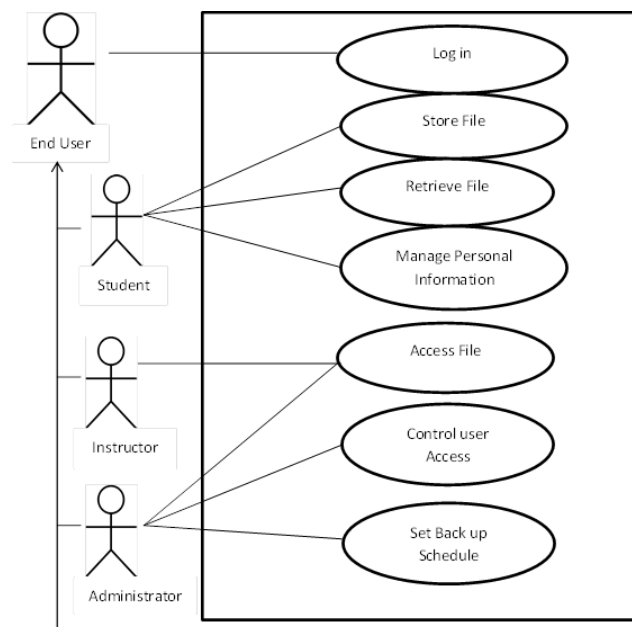 Log in
End User
Store File
Retrieve File
Student
Manage Personal
Information
Access File
Instructor
Control user
Access
Administrator
Set Back up
Schedule